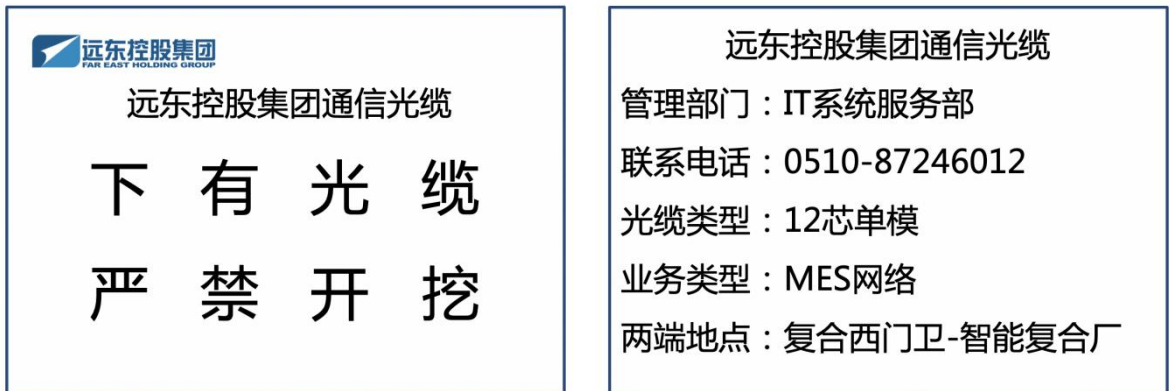 远东控股集团
FAR EAST HOLDING GROUP
远东控股集团通信光缆
下有光缆
严禁开挖
远东控股集团通信光缆
管理部门：IT系统服务部
联系电话：0510-87246012
光缆类型：12芯单模
业务类型：MES网络
两端地点：复合西门卫-智能复合厂